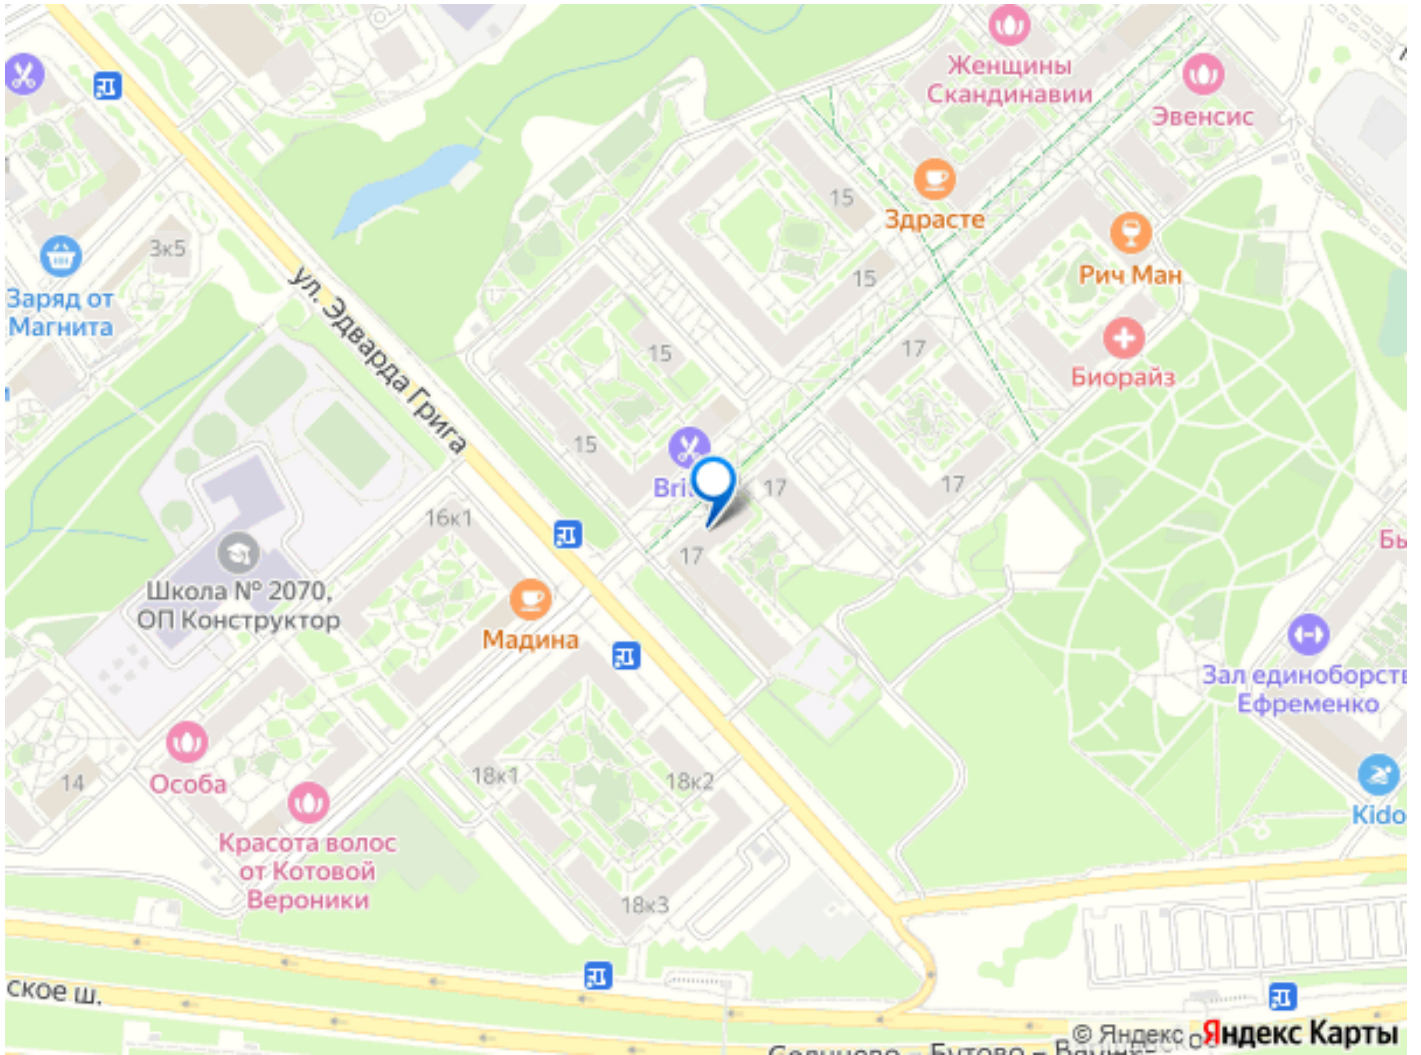 Женщины
Скандинавии
Эвенсис
15
Здрасте
3к5
Рич Ман
15
Заряд от
Магнита
ул. Эдварда Грига
15
17
Биорайз
15
17
17
16к1
17
Школа № 2070,
ОП Конструктор
Мадина
Зал единоборств
Ефременко
Особа
14
18к1
18к2
Kido
Красота волос
от Котовой
Вероники
18к3
ское ш.
© Яндекс
Яндекс Карты